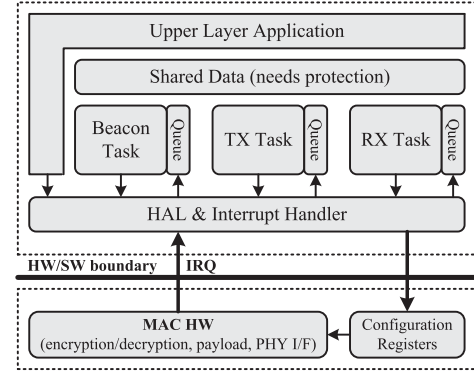 Upper Layer Application
Shared Data (needs protection)
Beacon
Task
Queue
TX Task
Queue
RX Task
Queue
HAL & Interrupt Handler
HW/SW boundary
IRQ
MAC HW
(encryption/decryption, payload, PHY I/F)
Configuration
Registers